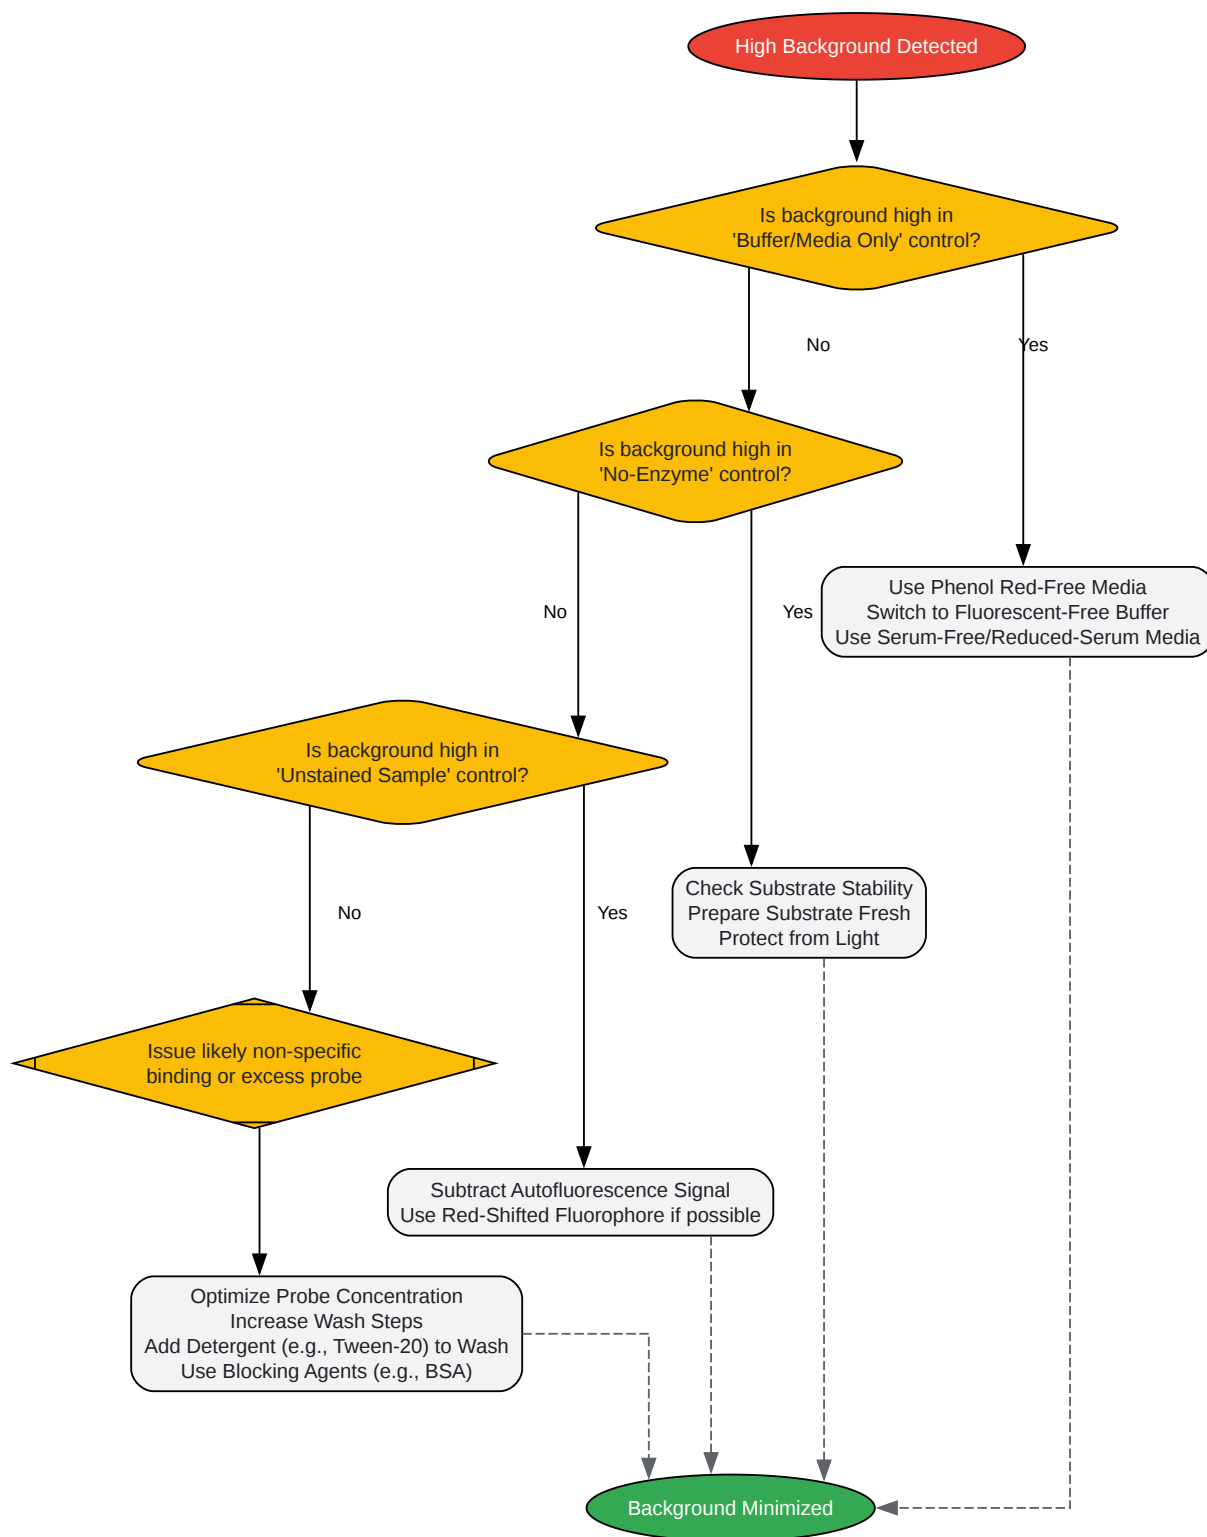 High Background Detected
Is background high in
'Buffer/Media Only' control?
No
Yes
Is background high in
'No-Enzyme' control?
Use Phenol Red-Free Media
Switch to Fluorescent-Free Buffer
Use Serum-Free/Reduced-Serum Media
No
Yes
Is background high in
'Unstained Sample' control?
Check Substrate Stability
Prepare Substrate Fresh
Protect from Light
No
Yes
Issue likely non-specific
binding or excess probe
Subtract Autofluorescence Signal
Use Red-Shifted Fluorophore if possible
Optimize Probe Concentration
Increase Wash Steps
Add Detergent (e.g., Tween-20) to Wash
Use Blocking Agents (e.g., BSA)
Background Minimized